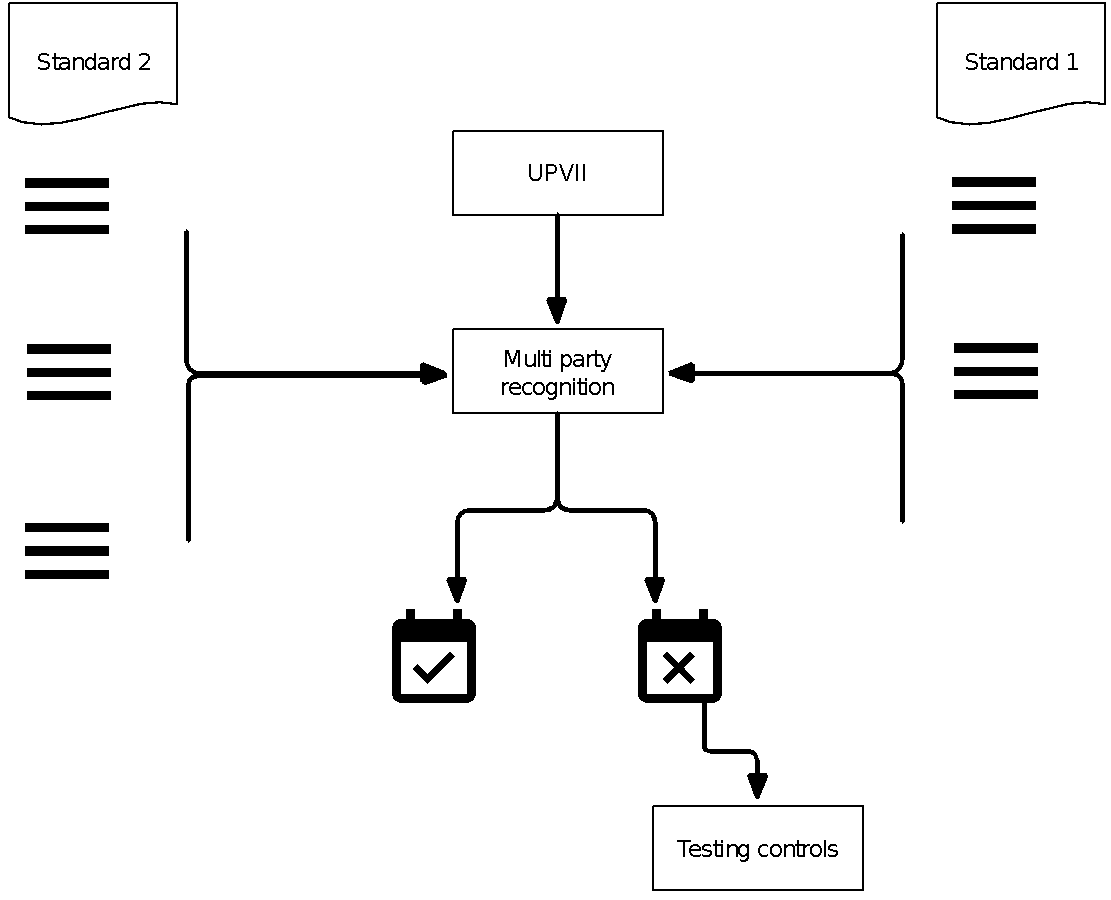 Standard 2
Standard 1
UPVII
Multi party
recognition
Testing controls